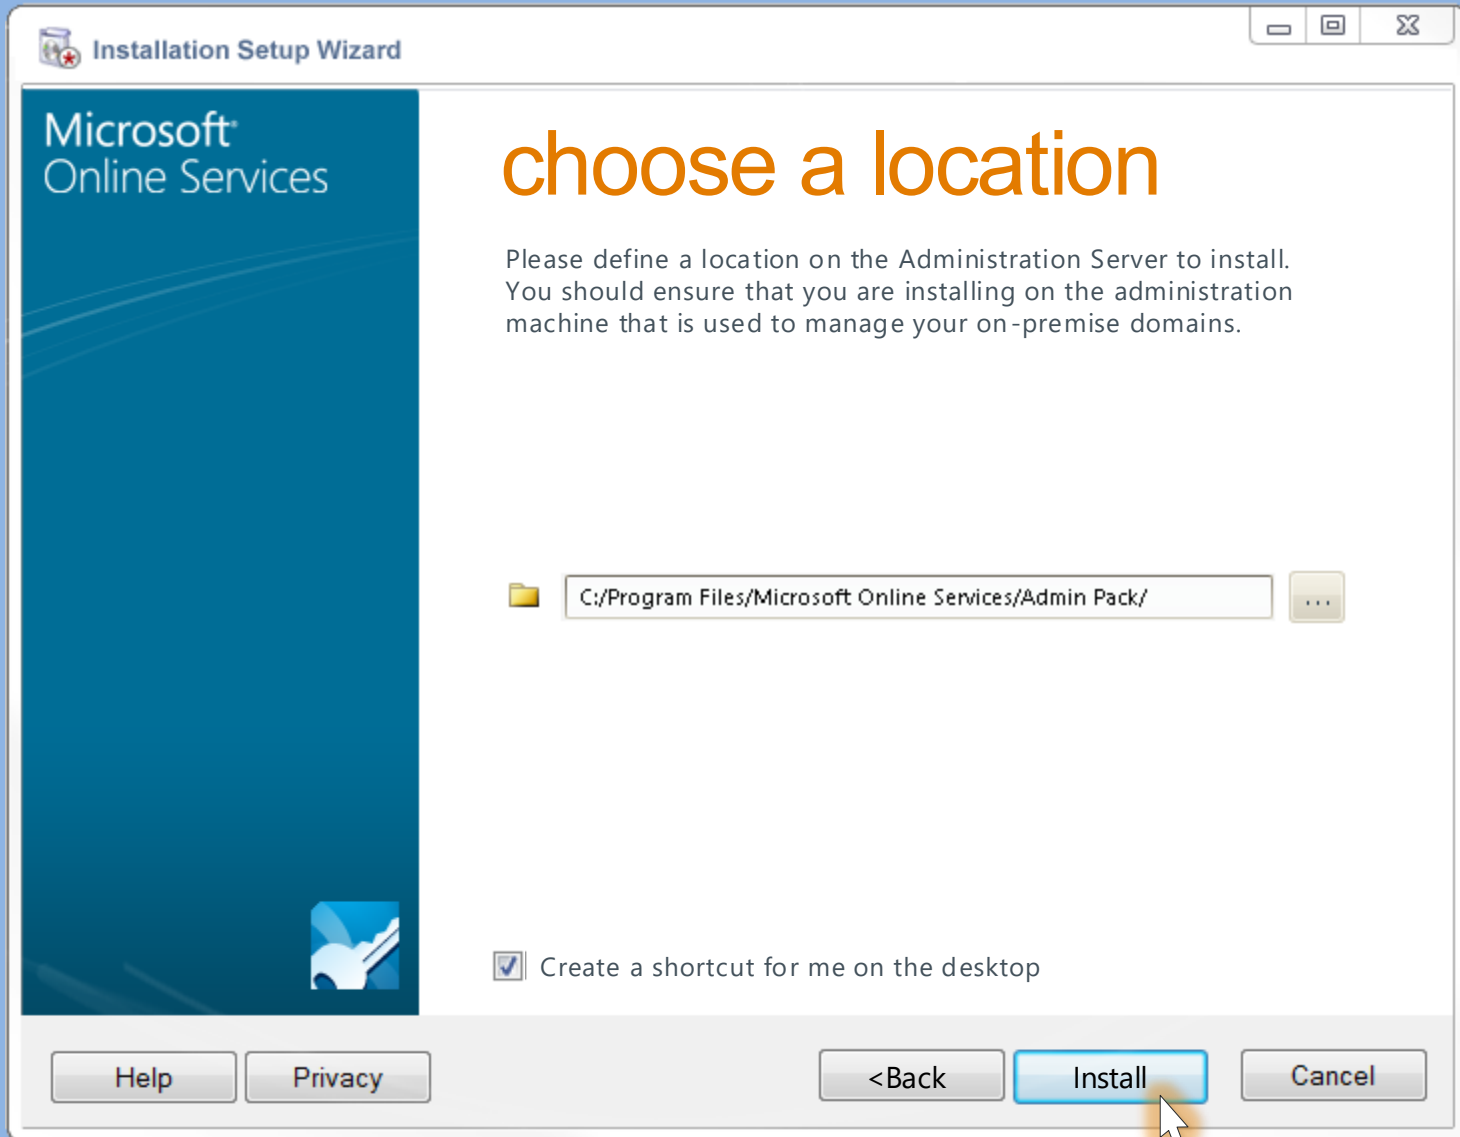 Installation Setup Wizard
Microsoft®
Online Services
choose a location
Please define a location on the Administration Server to install.
You should ensure that you are installing on the administration
machine that is used to manage your on-premise domains.
C:/Program Files/Microsoft Online Services/Admin Pack/
...
Create a shortcut for me on the desktop
Help
Privacy
<Back
Install
Cancel